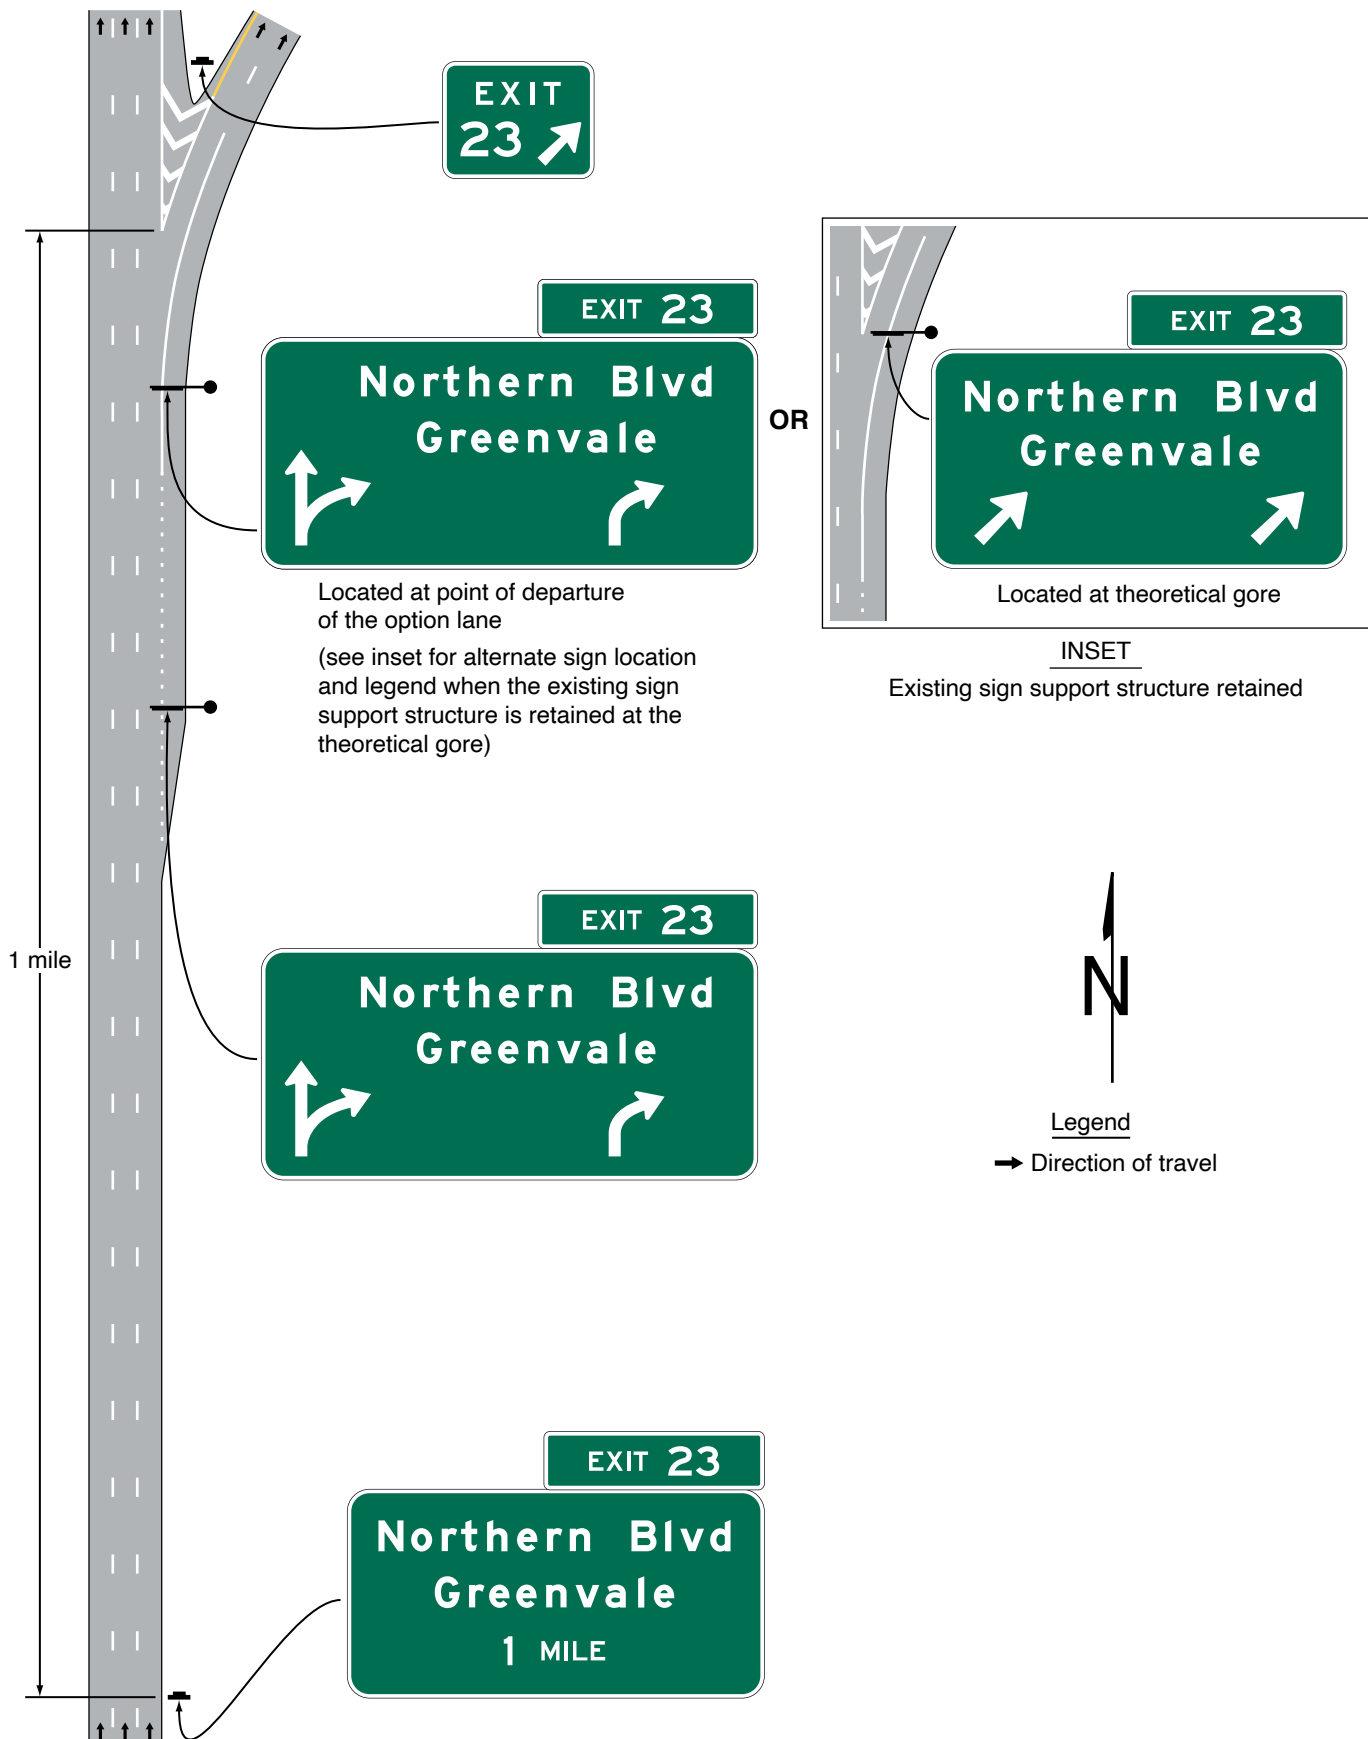 EXIT
23
EXIT 23
Northern Blvd
Greenvale
Located at point of departure
of the option lane
(see inset for alternate sign location
and legend when the existing sign
support structure is retained at the
theoretical gore)
OR
EXIT 23
Northern Blvd
Greenvale
Located at theoretical gore
INSET
Existing sign support structure retained
1 mile
EXIT 23
Northern Blvd
Greenvale
N
Legend
Direction of travel
EXIT 23
Northern Blvd
Greenvale
1 MILE